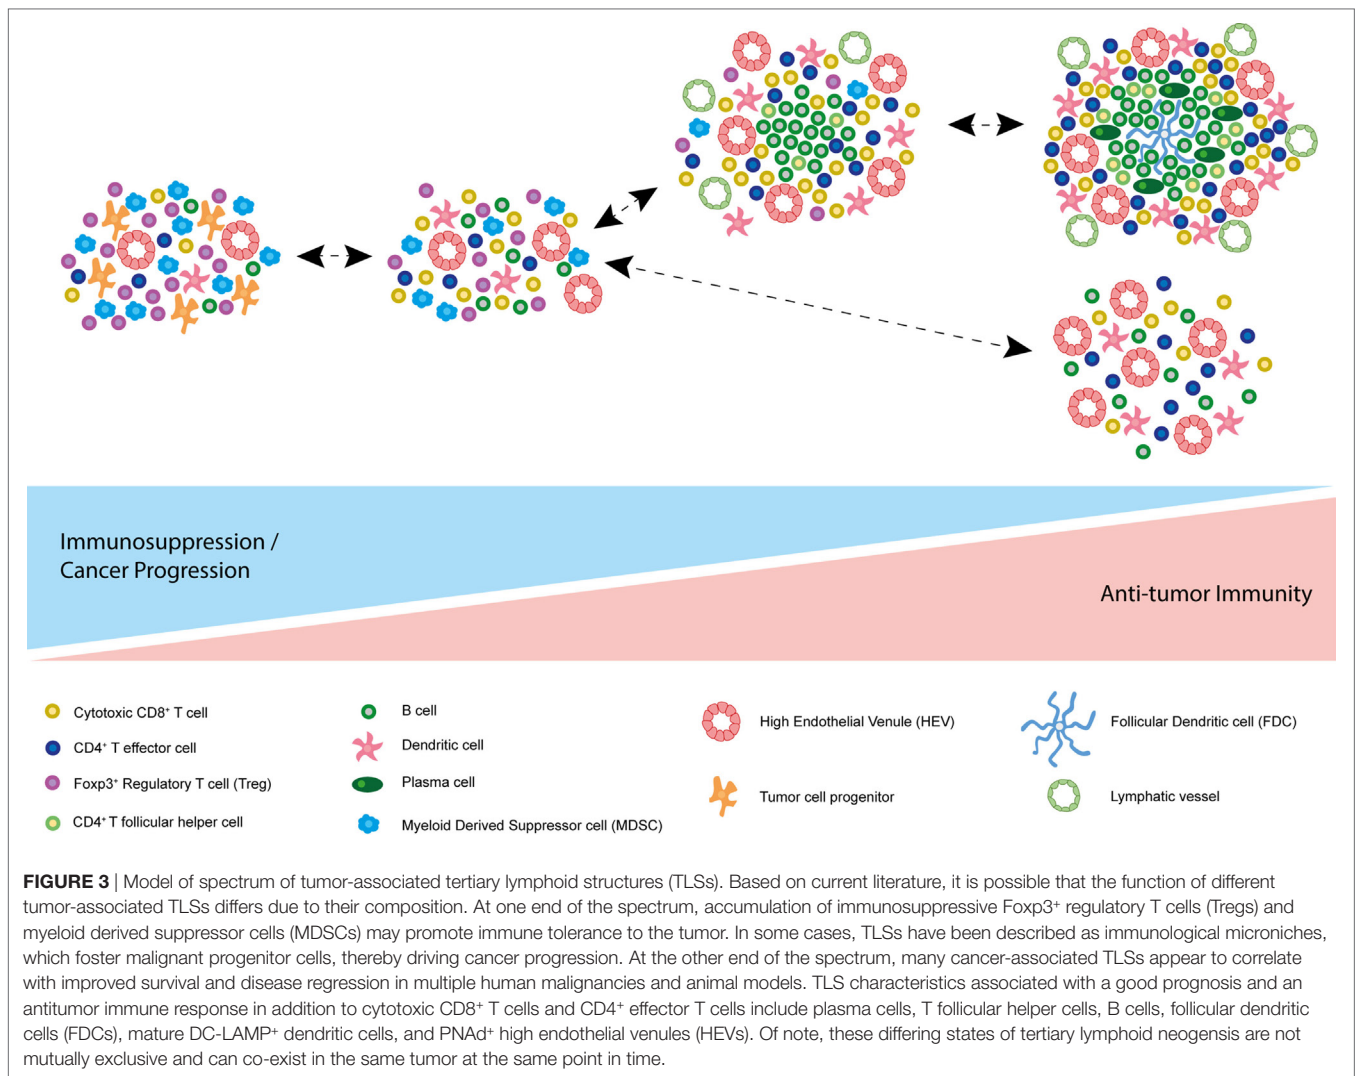 Immunosuppression /
Cancer Progression
Anti-tumor Immunity
Cytotoxic CD8⁺ T cell
CD4⁺ T effector cell
Foxp3⁺ Regulatory T cell (Treg)
CD4⁺ T follicular helper cell
B cell
Dendritic cell
Plasma cell
Myeloid Derived Suppressor cell (MDSC)
High Endothelial Venule (HEV)
Tumor cell progenitor
Follicular Dendritic cell (FDC)
Lymphatic vessel
FIGURE 3 | Model of spectrum of tumor-associated tertiary lymphoid structures (TLSs). Based on current literature, it is possible that the function of different
tumor-associated TLSs differs due to their composition. At one end of the spectrum, accumulation of immunosuppressive Foxp3⁺ regulatory T cells (Tregs) and
myeloid derived suppressor cells (MDSCs) may promote immune tolerance to the tumor. In some cases, TLSs have been described as immunological microniches,
which foster malignant progenitor cells, thereby driving cancer progression. At the other end of the spectrum, many cancer-associated TLSs appear to correlate
with improved survival and disease regression in multiple human malignancies and animal models. TLS characteristics associated with a good prognosis and an
antitumor immune response in addition to cytotoxic CD8⁺ T cells and CD4⁺ effector T cells include plasma cells, T follicular helper cells, B cells, follicular dendritic
cells (FDCs), mature DC-LAMP⁺ dendritic cells, and PNAd⁺ high endothelial venules (HEVs). Of note, these differing states of tertiary lymphoid neogensis are not
mutually exclusive and can co-exist in the same tumor at the same point in time.